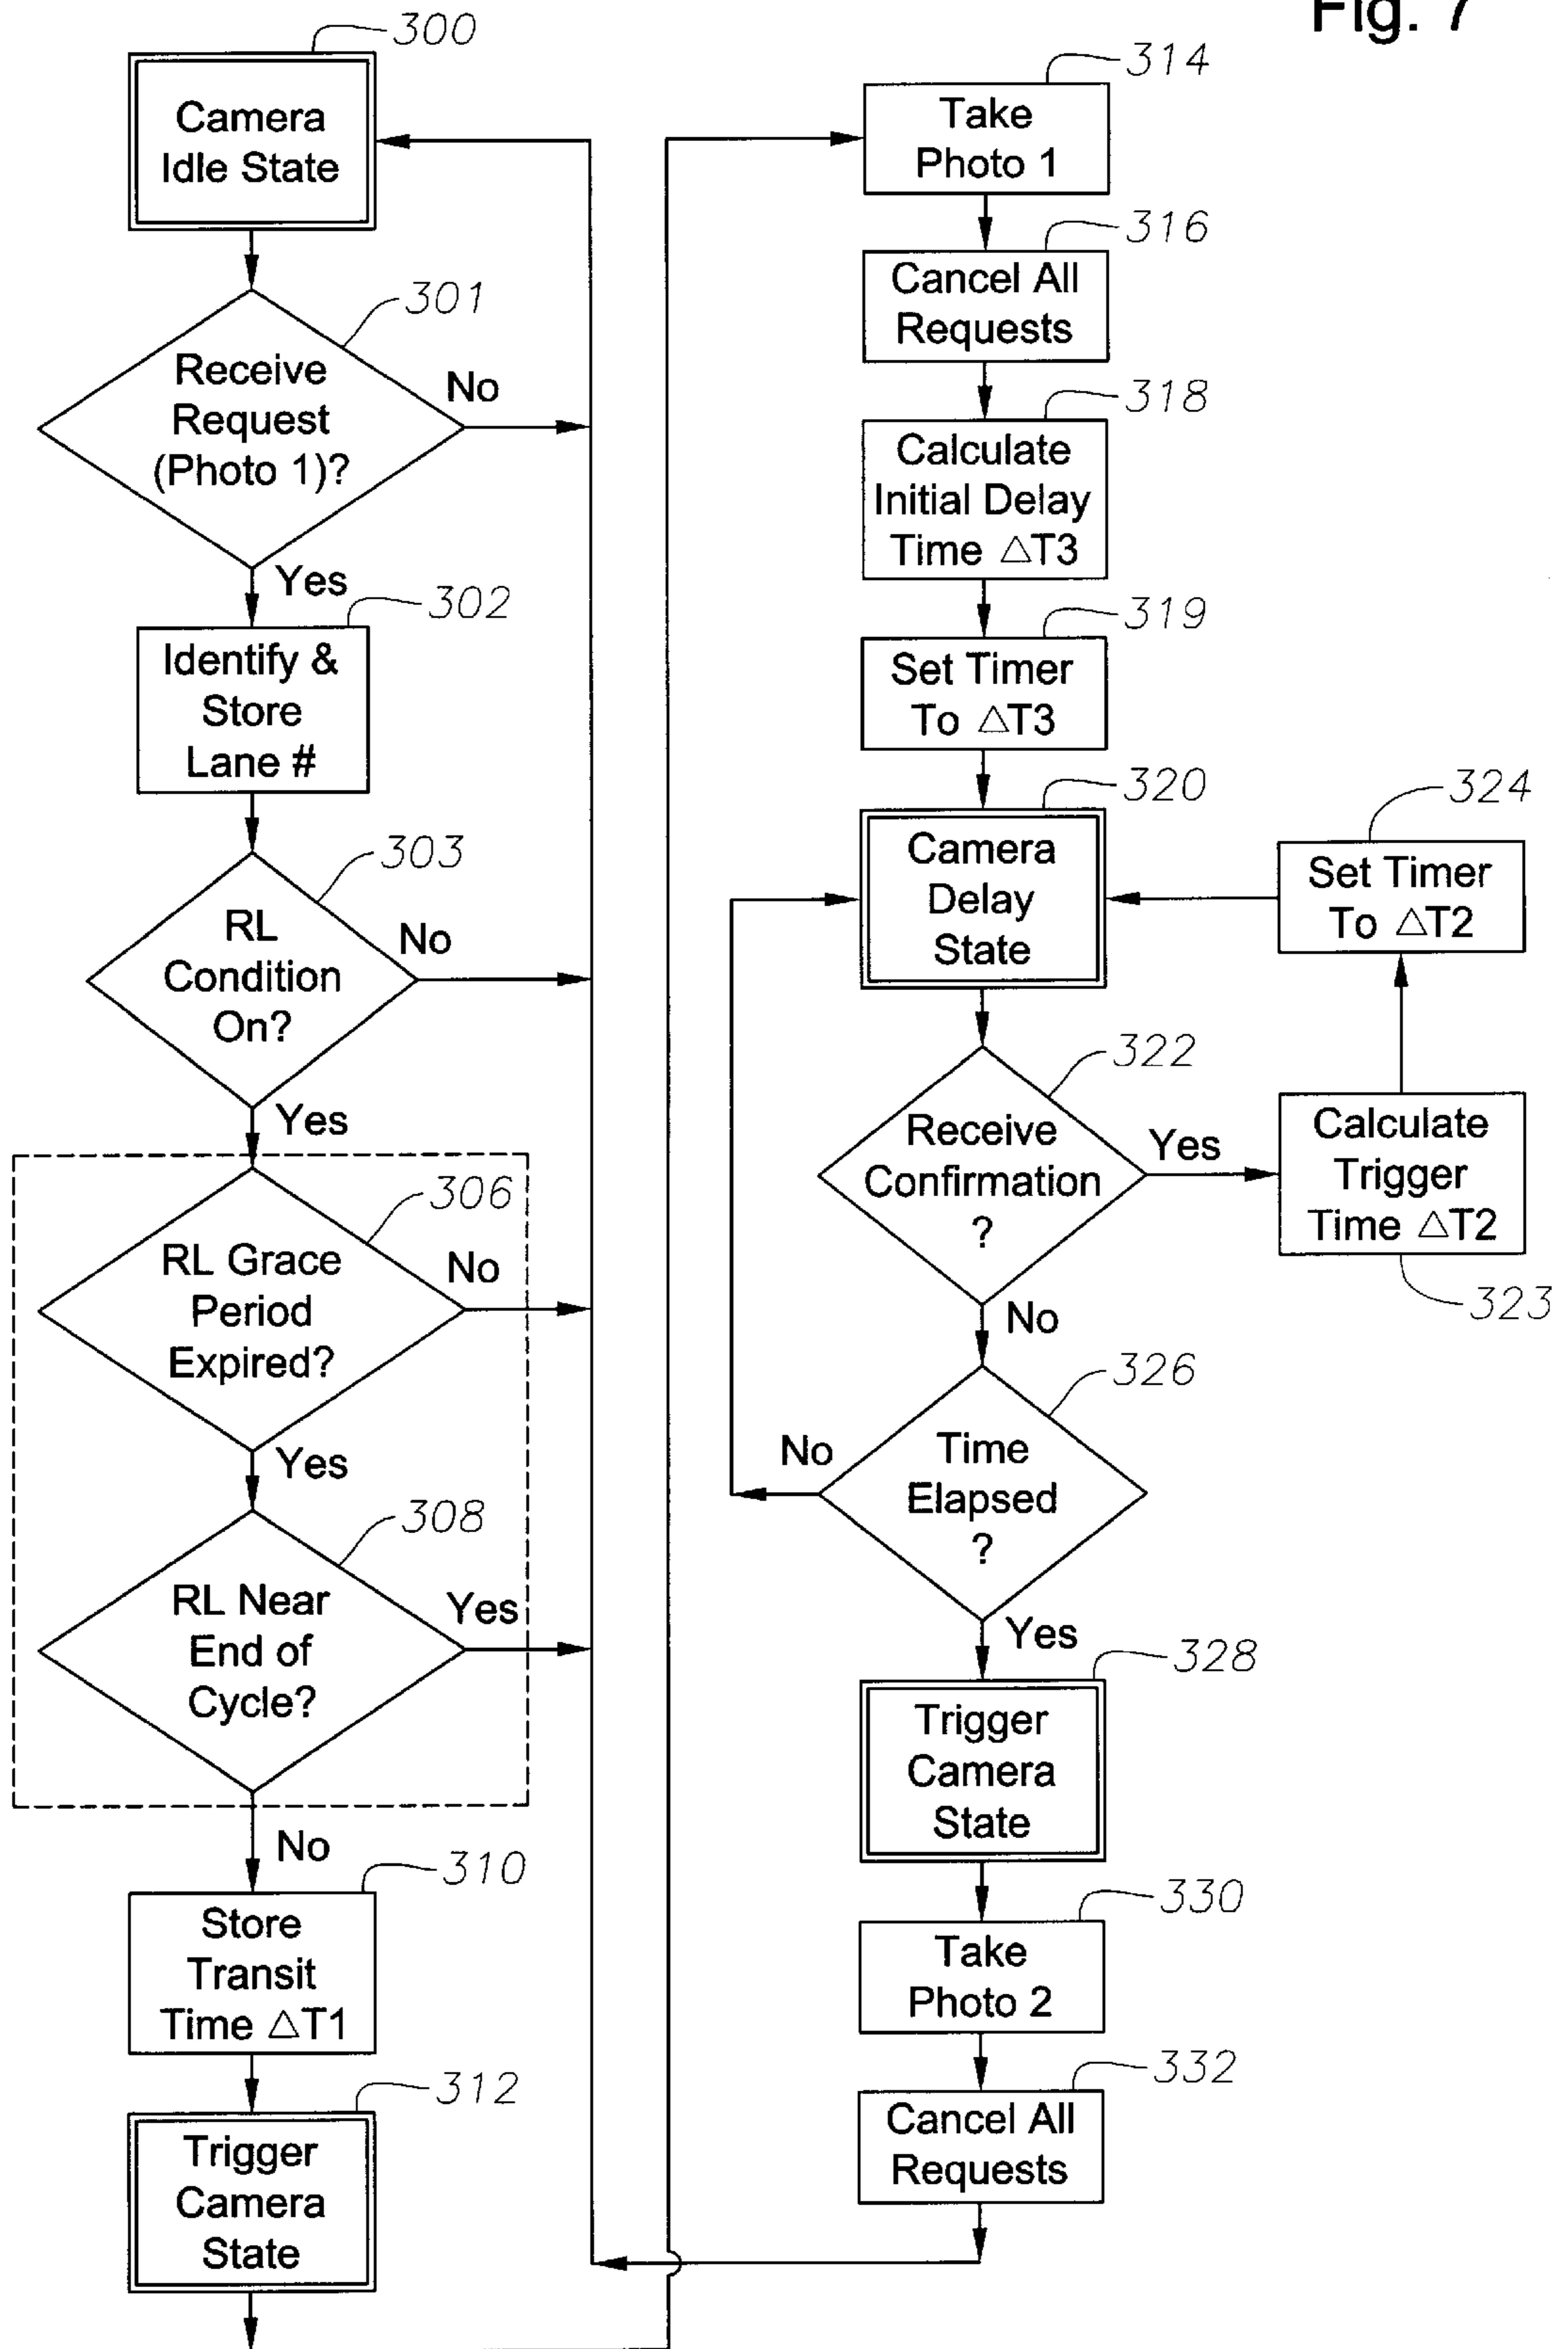 Fig. 7
300
Camera
Idle State
301
Receive
Request
(Photo 1)?
No
Yes
302
Identify &
Store
Lane #
303
RL
Condition
On?
No
Yes
306
RL Grace
Period
Expired?
No
Yes
308
RL Near
End of
Cycle?
Yes
No
310
Store
Transit
Time △T1
312
Trigger
Camera
State
314
Take
Photo 1
316
Cancel All
Requests
318
Calculate
Initial Delay
Time △T3
319
Set Timer
To △T3
320
Camera
Delay
State
322
Receive
Confirmation
?
Yes
323
Calculate
Trigger
Time △T2
324
Set Timer
To △T2
No
326
Time
Elapsed
?
No
Yes
328
Trigger
Camera
State
330
Take
Photo 2
332
Cancel All
Requests